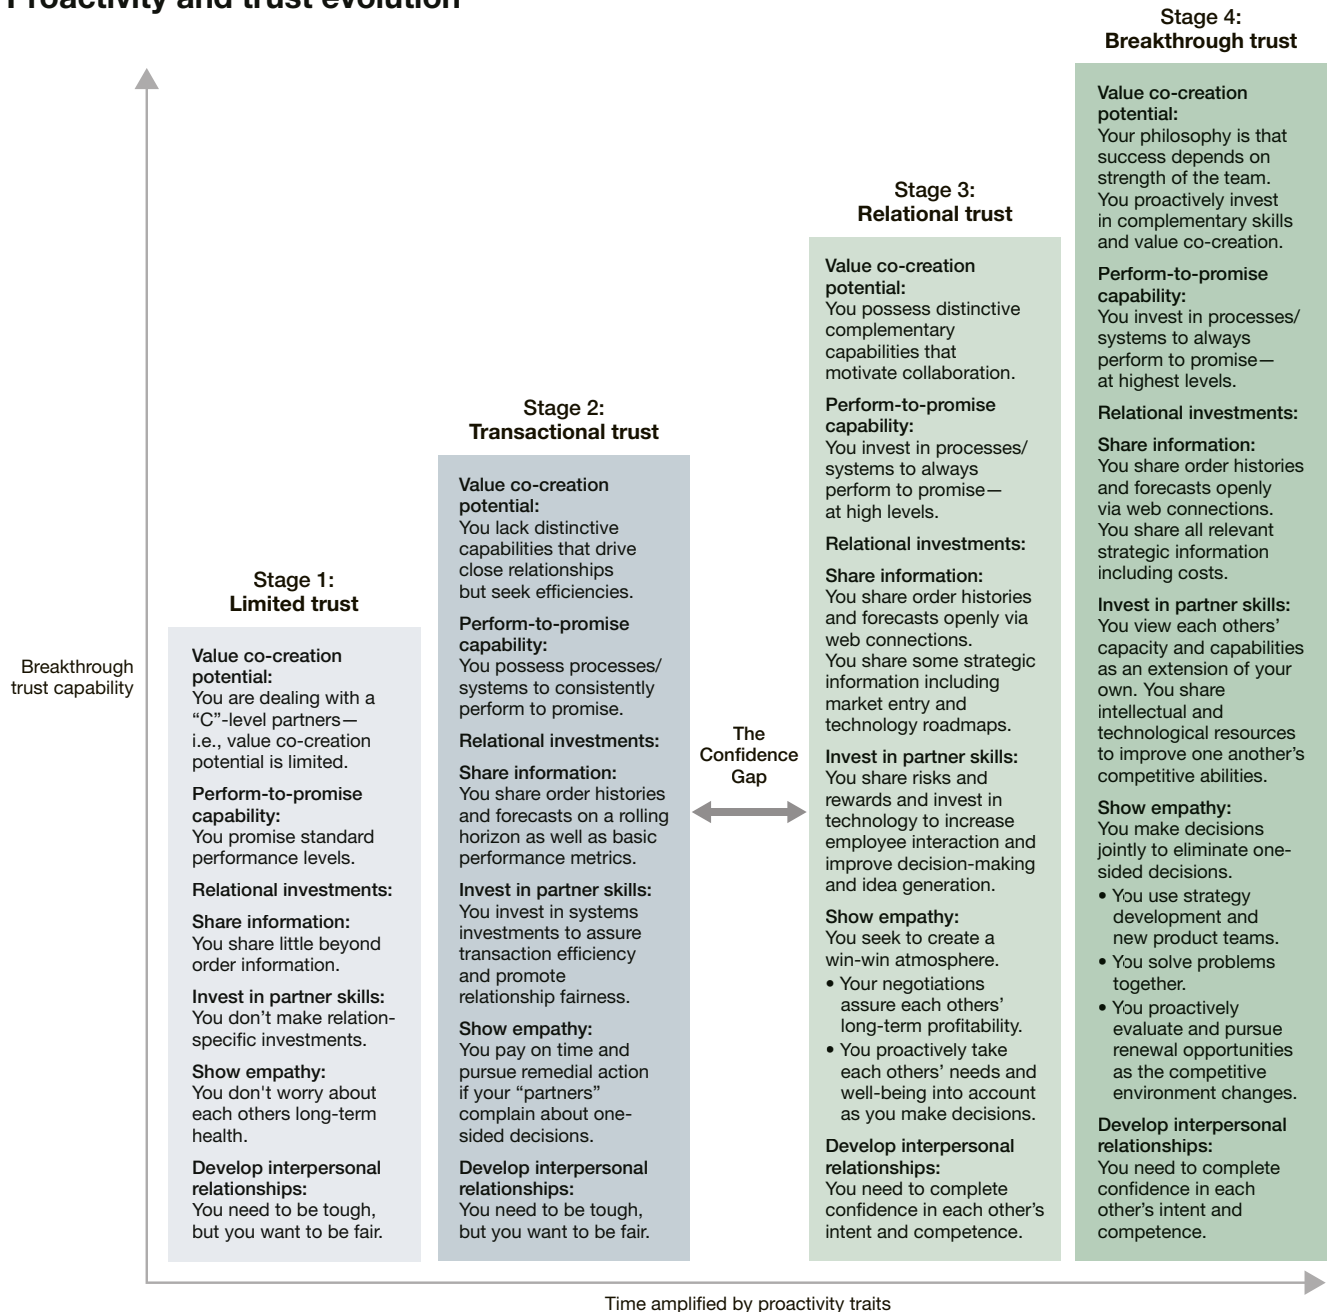 Proactivity and trust evolution
Breakthrough
trust capability
Stage 1:
Limited trust
Value co-creation
potential:
You are dealing with a
“C”-level partners—
i.e., value co-creation
potential is limited.
Perform-to-promise
capability:
You promise standard
performance levels.
Relational investments:
Share information:
You share little beyond
order information.
Invest in partner skills:
You don’t make relation-
specific investments.
Show empathy:
You don't worry about
each others long-term
health.
Develop interpersonal
relationships:
You need to be tough,
but you want to be fair.
Stage 2:
Transactional trust
Value co-creation
potential:
You lack distinctive
capabilities that drive
close relationships
but seek efficiencies.
Perform-to-promise
capability:
You possess processes/
systems to consistently
perform to promise.
Relational investments:
Share information:
You share order histories
and forecasts on a rolling
horizon as well as basic
performance metrics.
Invest in partner skills:
You invest in systems
investments to assure
transaction efficiency
and promote
relationship fairness.
Show empathy:
You pay on time and
pursue remedial action
if your “partners”
complain about one-
sided decisions.
Develop interpersonal
relationships:
You need to be tough,
but you want to be fair.
The
Confidence
Gap
Stage 3:
Relational trust
Value co-creation
potential:
You possess distinctive
complementary
capabilities that
motivate collaboration.
Perform-to-promise
capability:
You invest in processes/
systems to always
perform to promise—
at high levels.
Relational investments:
Share information:
You share order histories
and forecasts openly via
web connections.
You share some strategic
information including
market entry and
technology roadmaps.
Invest in partner skills:
You share risks and
rewards and invest in
technology to increase
employee interaction and
improve decision-making
and idea generation.
Show empathy:
You seek to create a
win-win atmosphere.
• Your negotiations
assure each others’
long-term profitability.
• You proactively take
each others’ needs and
well-being into account
as you make decisions.
Develop interpersonal
relationships:
You need to complete
confidence in each other’s
intent and competence.
Stage 4:
Breakthrough trust
Value co-creation
potential:
Your philosophy is that
success depends on
strength of the team.
You proactively invest
in complementary skills
and value co-creation.
Perform-to-promise
capability:
You invest in processes/
systems to always
perform to promise—
at highest levels.
Relational investments:
Share information:
You share order histories
and forecasts openly
via web connections.
You share all relevant
strategic information
including costs.
Invest in partner skills:
You view each others’
capacity and capabilities
as an extension of your
own. You share
intellectual and
technological resources
to improve one another’s
competitive abilities.
Show empathy:
You make decisions
jointly to eliminate one-
sided decisions.
• You use strategy
development and
new product teams.
• You solve problems
together.
• You proactively
evaluate and pursue
renewal opportunities
as the competitive
environment changes.
Develop interpersonal
relationships:
You need to complete
confidence in each
other’s intent and
competence.
Time amplified by proactivity traits